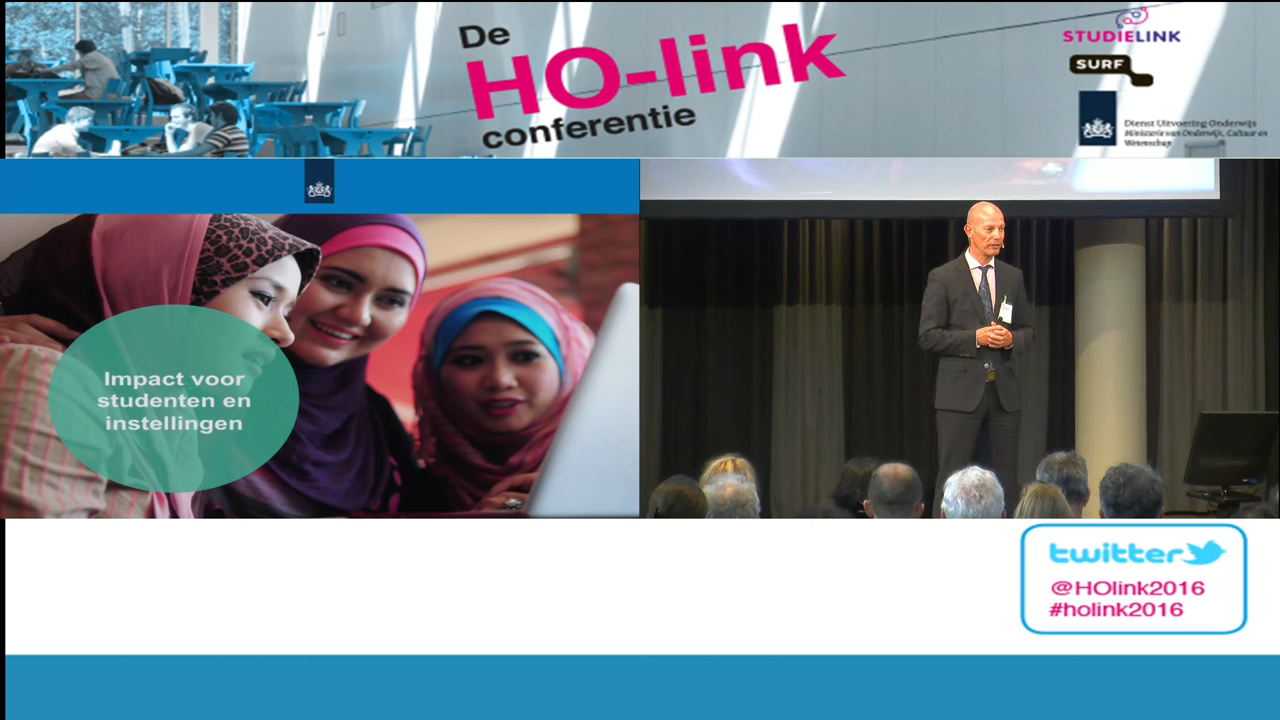 De
HO-link
conferentie
STUDIELINK
SURF
Dienst Uitvoering Onderwijs
Ministerie van Onderwijs, Cultuur en
Wetenschap
Impact voor
studenten en
instellingen
twitter
@HOlink2016
#holink2016